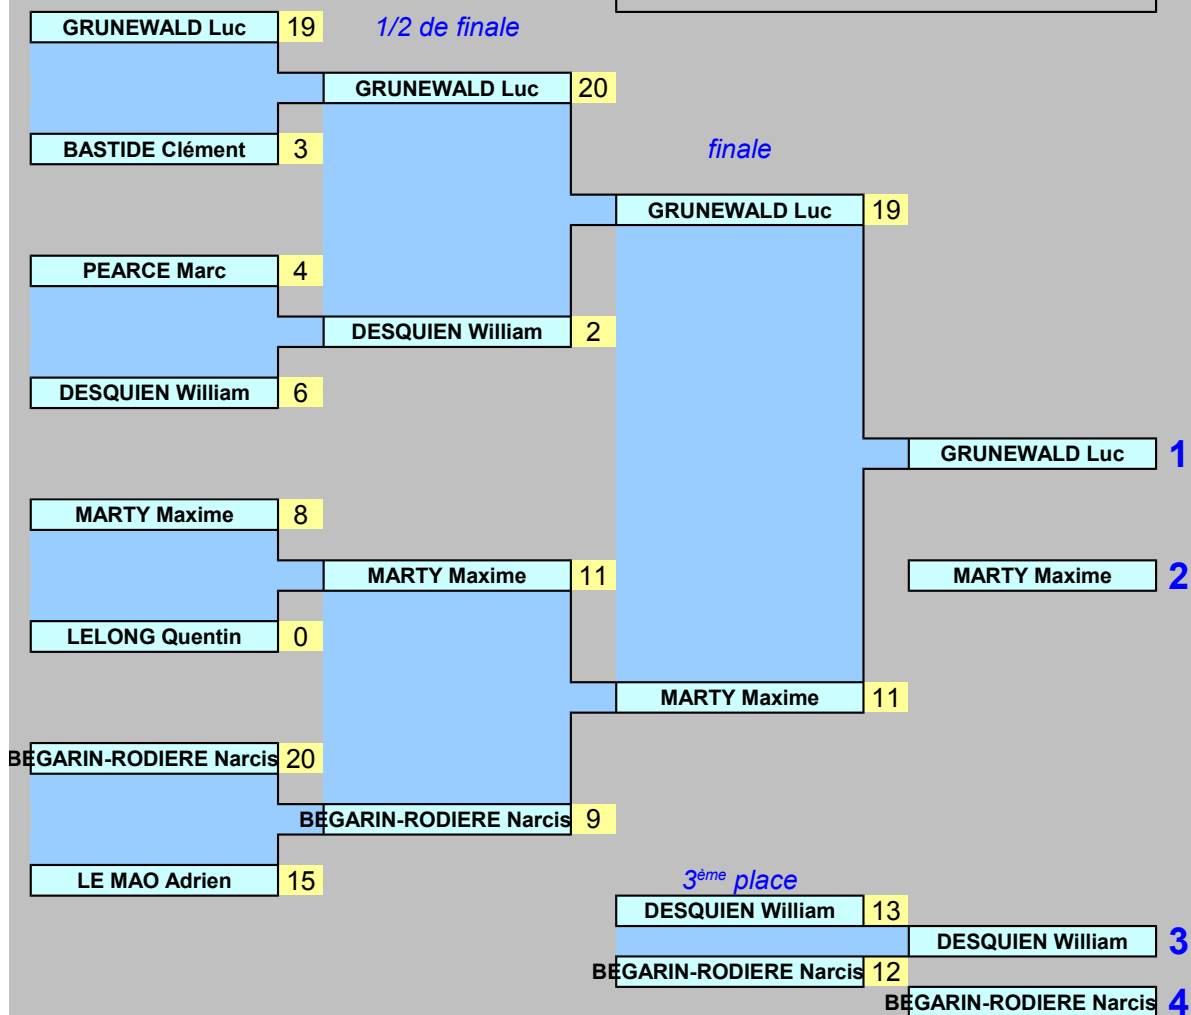 GRUNEWALD Luc 19 1/2 de finale
GRUNEWALD Luc 20
BASTIDE Clément 3 finale
GRUNEWALD Luc 19
PEARCE Marc 4
DESQUIEN William 2
DESQUIEN William 6
GRUNEWALD Luc 1
MARTY Maxime 8
MARTY Maxime 11 MARTY Maxime 2
LELONG Quentin 0
MARTY Maxime 11
BEGARIN-RODIERE Narcis 20
BEGARIN-RODIERE Narcis 9
LE MAO Adrien 15 3ème place
DESQUIEN William 13
DESQUIEN William 3
BEGARIN-RODIERE Narcis 12
BEGARIN-RODIERE Narcis 4